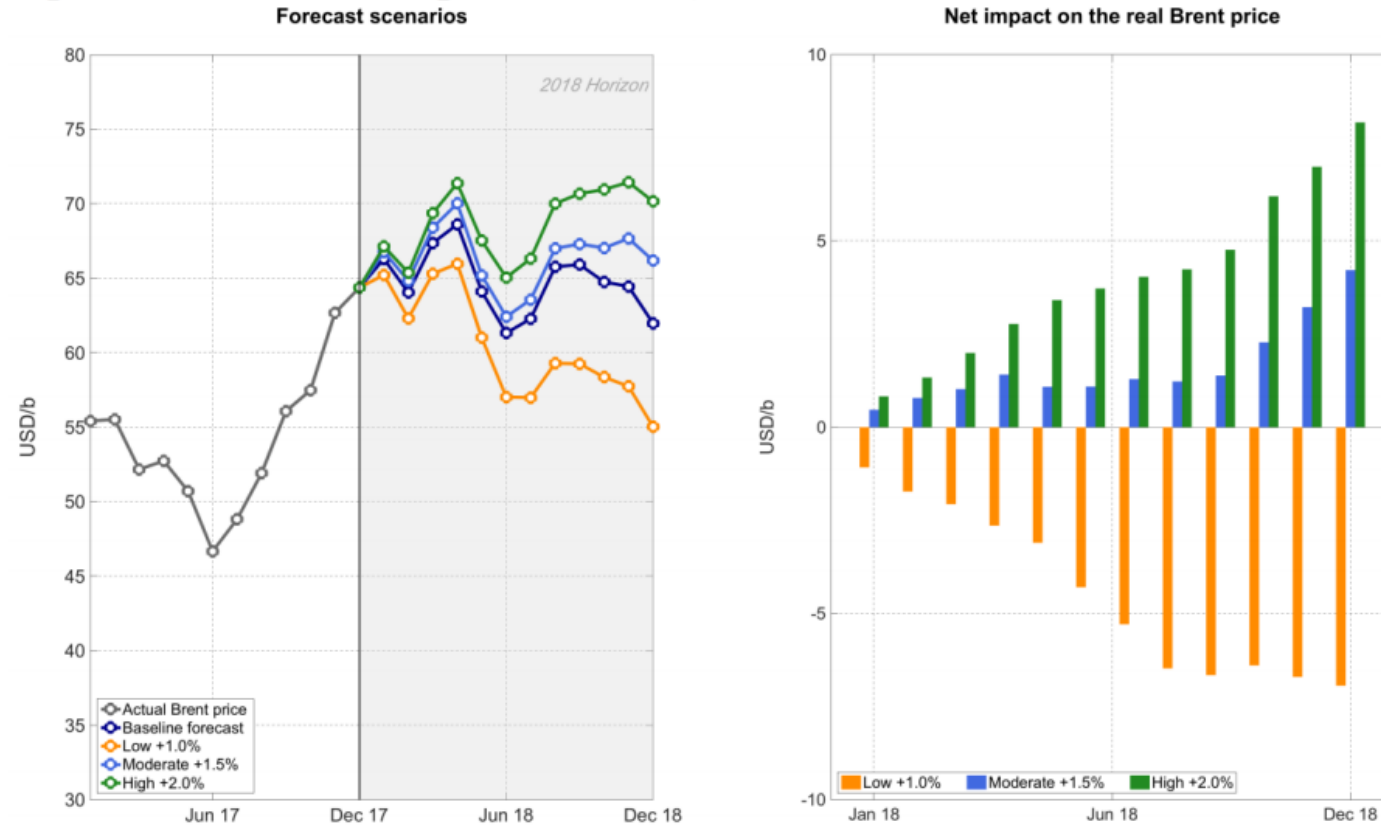 Forecast scenarios
80
75
70
65
60
55
50
45
40
35
30
USD/b
2018 Horizon
Actual Brent price
Baseline forecast
Low +1.0%
Moderate +1.5%
High +2.0%
Jun 17
Dec 17
Jun 18
Dec 18
Net impact on the real Brent price
10
5
0
-5
-10
USD/b
Low +1.0%
Moderate +1.5%
High +2.0%
Jan 18
Jun 18
Dec 18